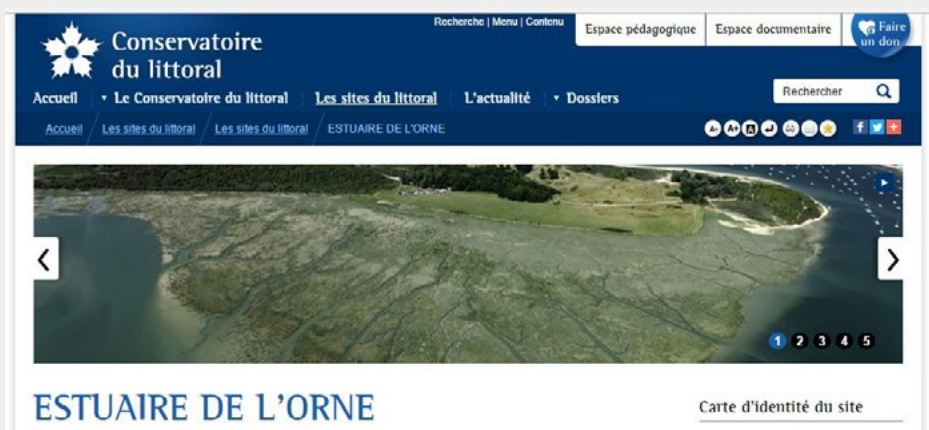 Recherche | Menu | Contenu
Espace pédagogique
Espace documentaire
Faire
un don
Conservatoire
du littoral
Rechercher
Accueil
Le Conservatoire du littoral
Les sites du littoral
L'actualité
Dossiers
Accueil / Les sites du littoral / Les sites du littoral / ESTUAIRE DE L'ORNE
A- A+ A
1 2 3 4 5
ESTUAIRE DE L'ORNE
Carte d'identité du site